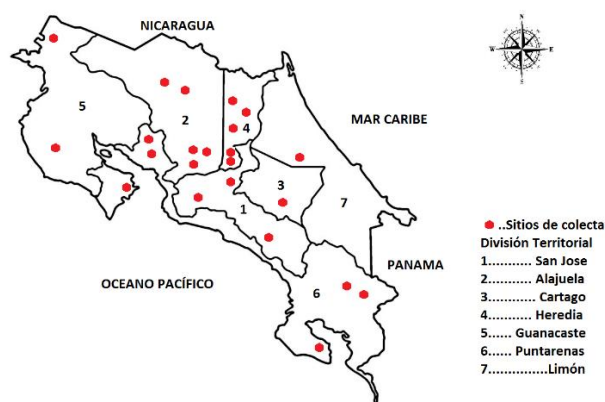 NICARAGUA
N
W
E
S
5
2
4
MAR CARIBE
3
1
7
6
PANAMA
OCEANO PACÍFICO
..Sitios de colecta
División Territorial
1........... San Jose
2........... Alajuela
3............ Cartago
4............ Heredia
5...... Guanacaste
6...... Puntarenas
7...............Limón